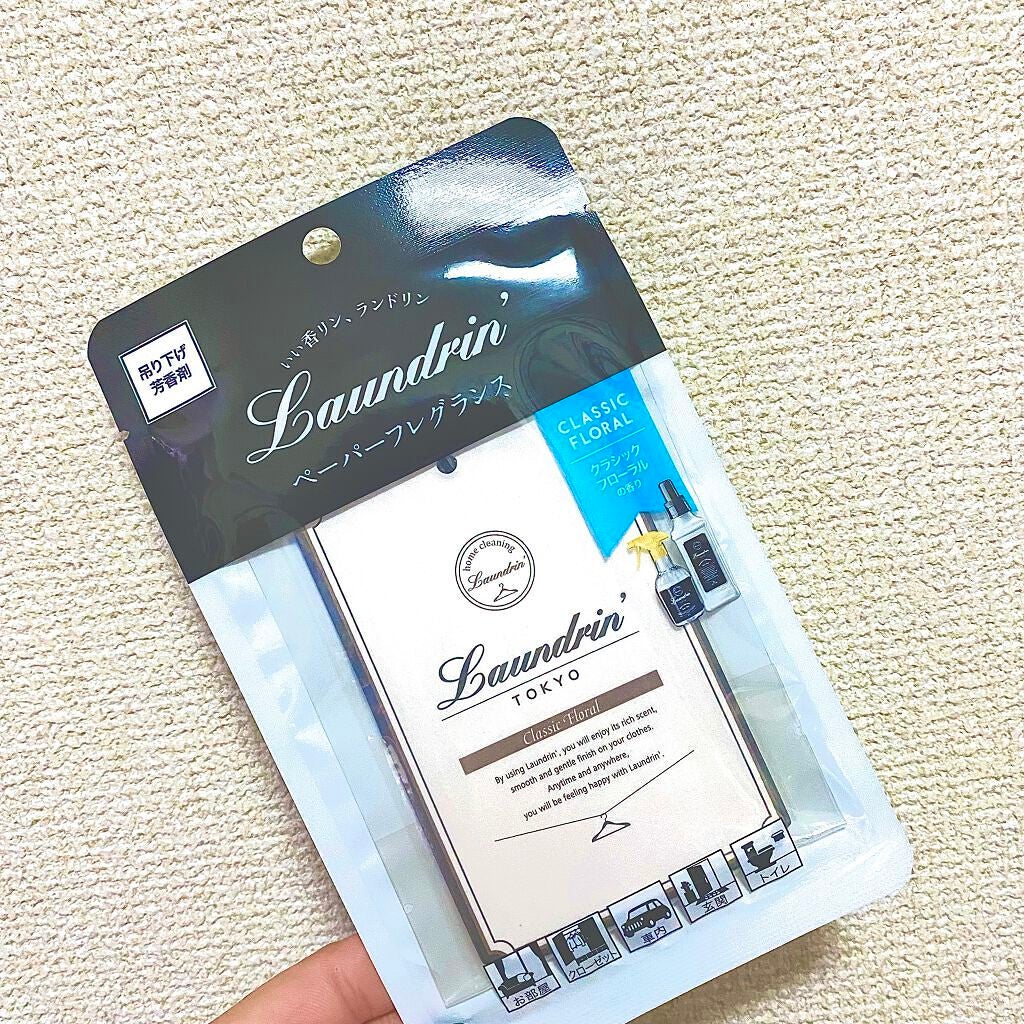 吊り下げ
芳香剤
いい香リン、ランドリン
Laundrin'
ペーパーフレグランス
CLASSIC
FLORAL
クラシック
フローラル
の香り
home cleaning
Laundrin'
Laundrin'
TOKYO
Classic Floral
By using Laundrin', you will enjoy its rich scent,
smooth and gentle finish on your clothes.
Anytime and anywhere,
you will be feeling happy with Laundrin'.
お部屋
クローゼット
車内
玄関
トイレ
Laundrin'
Laundrin'